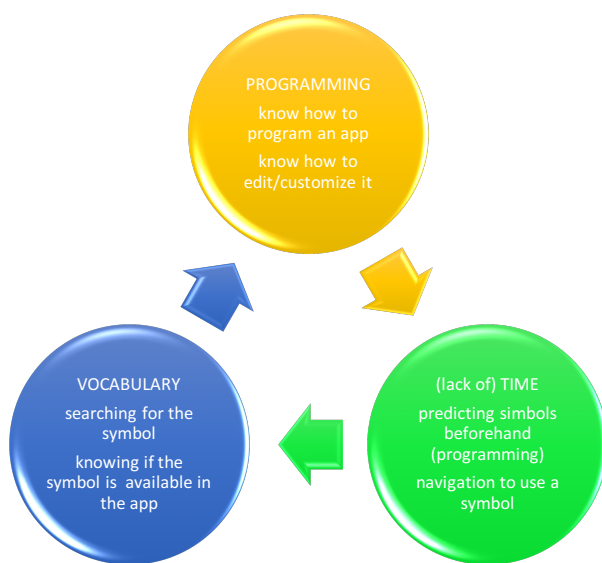 PROGRAMMING
know how to
program an app
know how to
edit/customize it
(lack of) TIME
predicting simbols
beforehand
(programming)
navigation to use a
symbol
VOCABULARY
searching for the
symbol
knowing if the
symbol is available in
the app